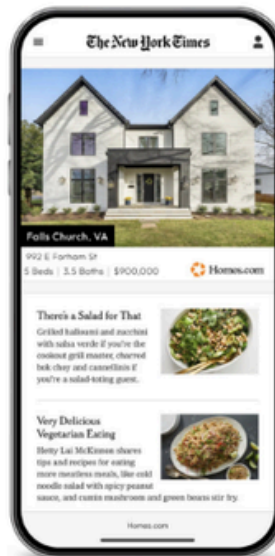 The New York Times
Falls Church, VA
992 E Forham St
5 Beds | 3.5 Baths | $900,000
Homes.com
There's a Salad for That
Grilled halloumi and zucchini
with salsa verde if you're the
cookout grill master, charred
bok choy and cannellinis if
you're a salad-toting guest.
Very Delicious
Vegetarian Eating
Hetty Lui McKinnon shares
tips and recipes for eating
more meatless meals, like cold
noodle salad with spicy peanut
sauce, and cumin mushroom and green beans stir fry.
Homes.com